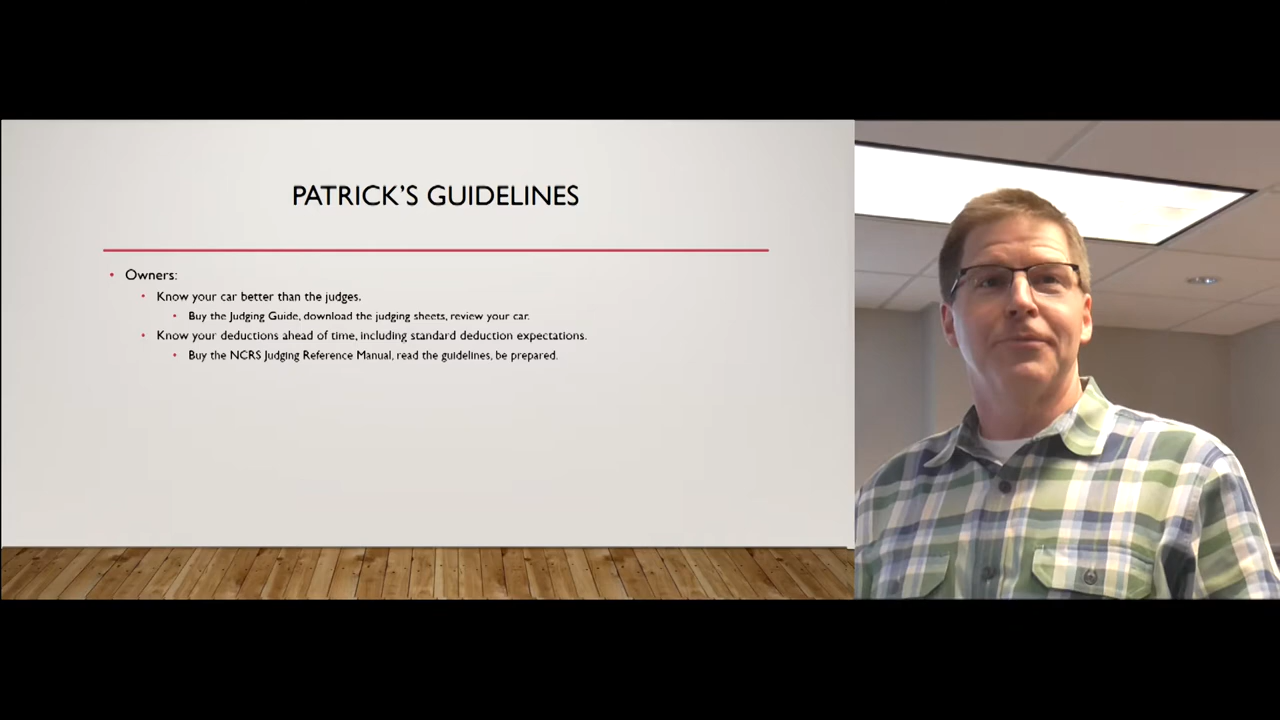 PATRICK'S GUIDELINES
• Owners:
• Know your car better than the judges.
• Buy the Judging Guide, download the judging sheets, review your car.
• Know your deductions ahead of time, including standard deduction expectations.
• Buy the NCRS Judging Reference Manual, read the guidelines, be prepared.